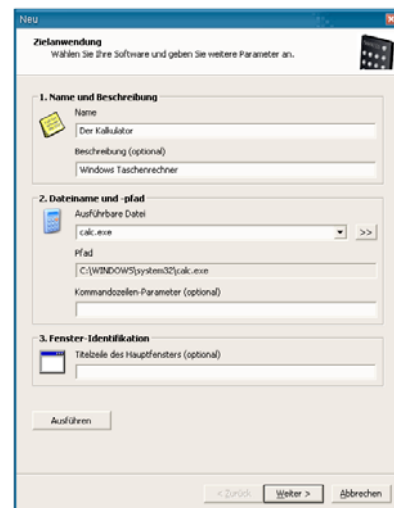 Neu
Zielanwendung
Wählen Sie Ihre Software und geben Sie weitere Parameter an.
1. Name und Beschreibung
Name
Der Kalkulator
Beschreibung (optional)
Windows Taschenrechner
2. Dateiname und -pfad
Ausführbare Datei
calc.exe
>>
Pfad
C:\WINDOWS\system32\calc.exe
Kommandozeilen-Parameter (optional)
3. Fenster-Identifikation
Titelzeile des Hauptfensters (optional)
Ausführen
< Zurück Weiter > Abbrechen